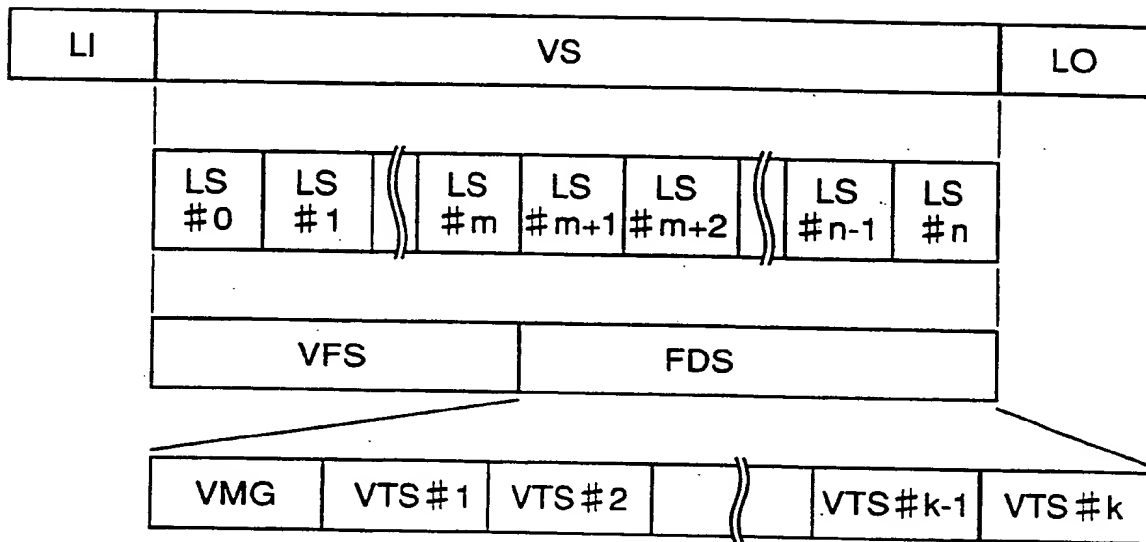 LI VS LO
LS LS LS LS LS LS LS
#0 #1 #m #m+1 #m+2 #n-1 #n
VFS FDS
VMG VTS#1 VTS#2 VTS#k-1 VTS#k